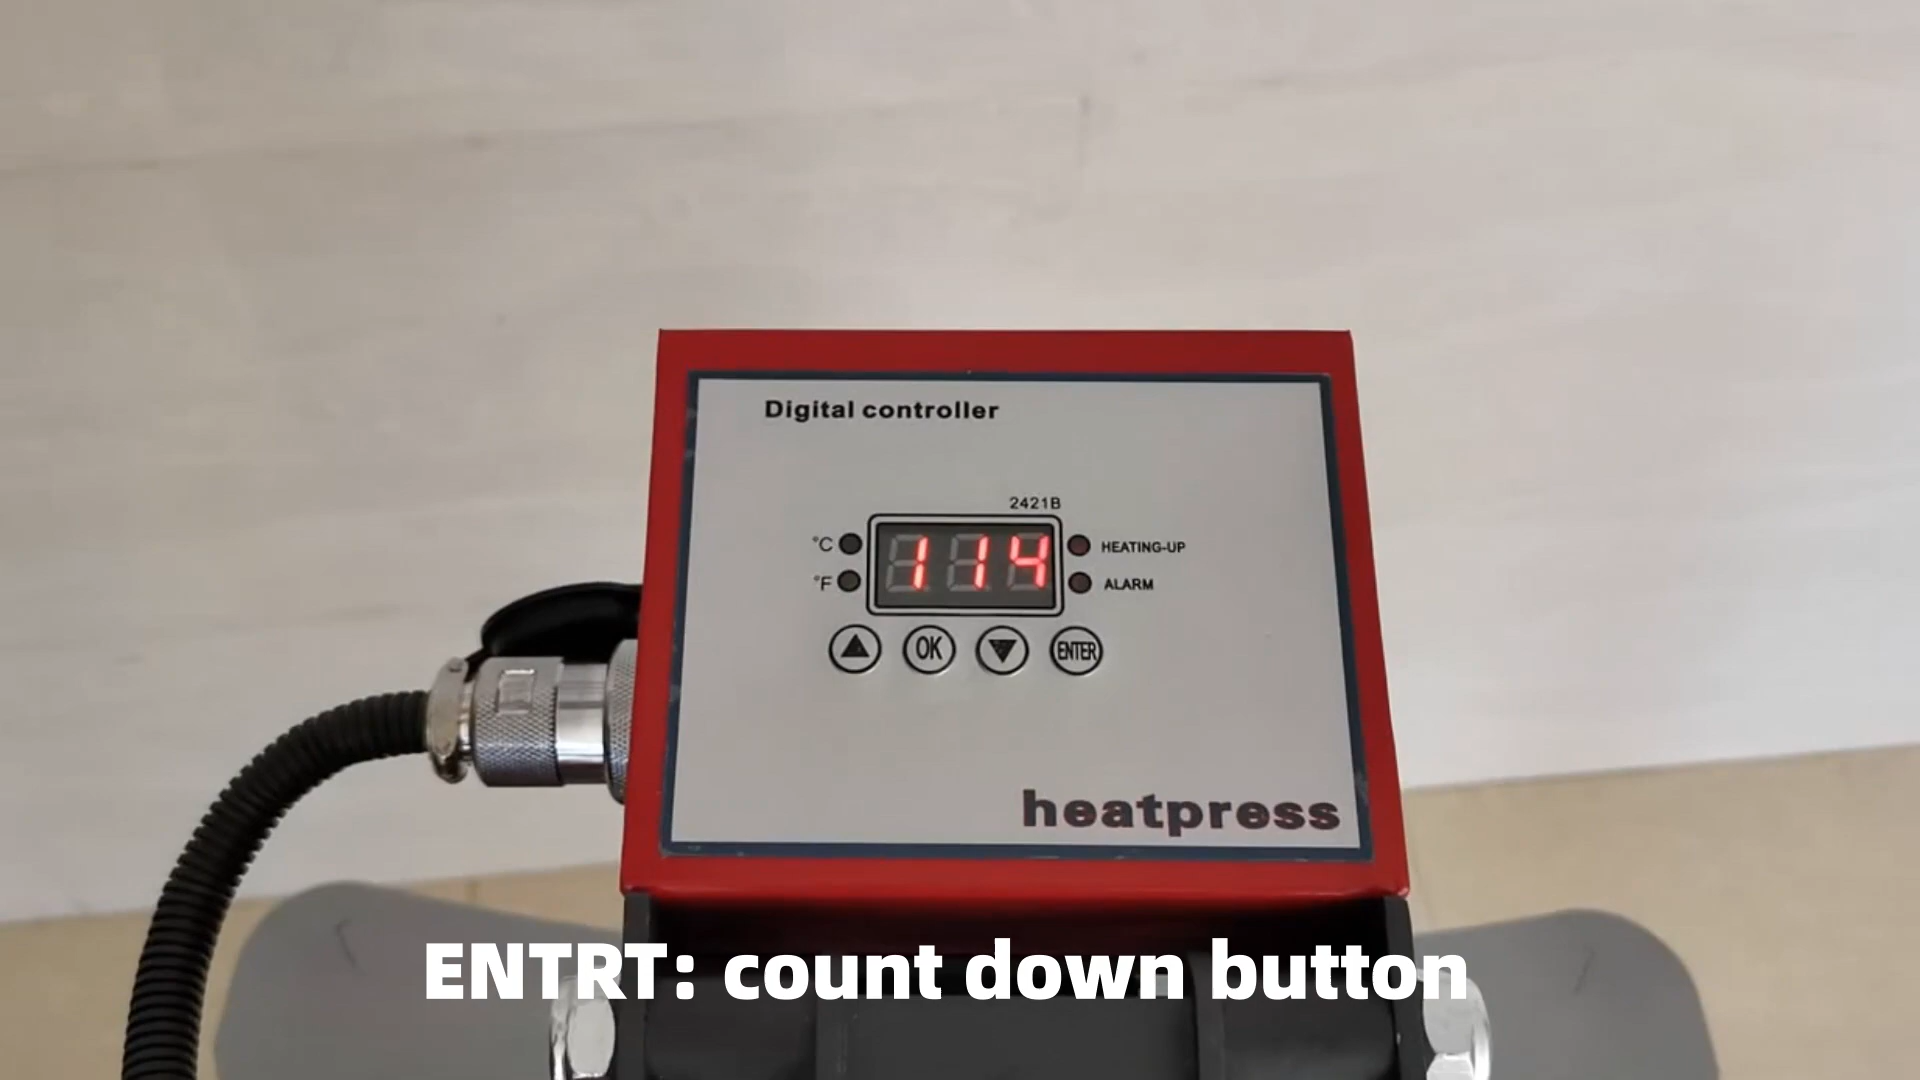 Digital controller
2421B
°C
HEATING-UP
114
°F
ALARM
OK
ENTER
heatpress
ENTRT: count down button